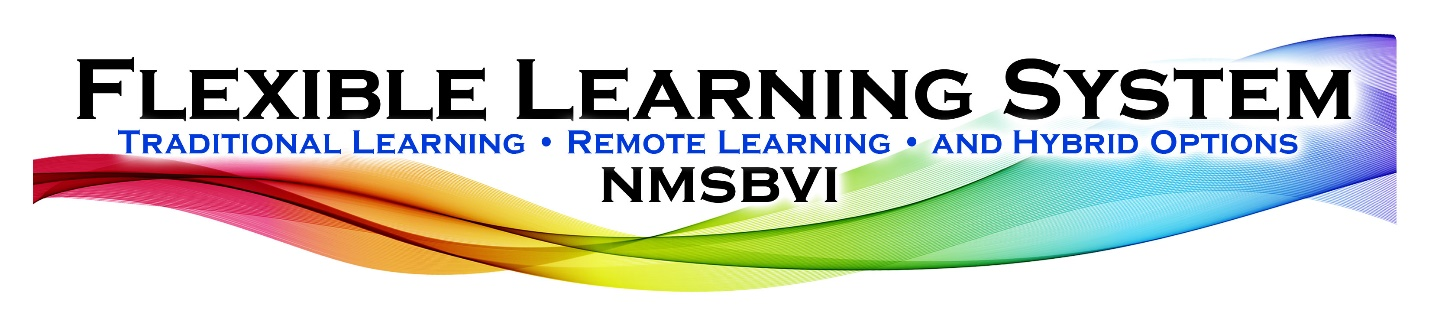 Flexible Learning System
Traditional Learning • Remote Learning • and Hybrid Options
NMSBVI